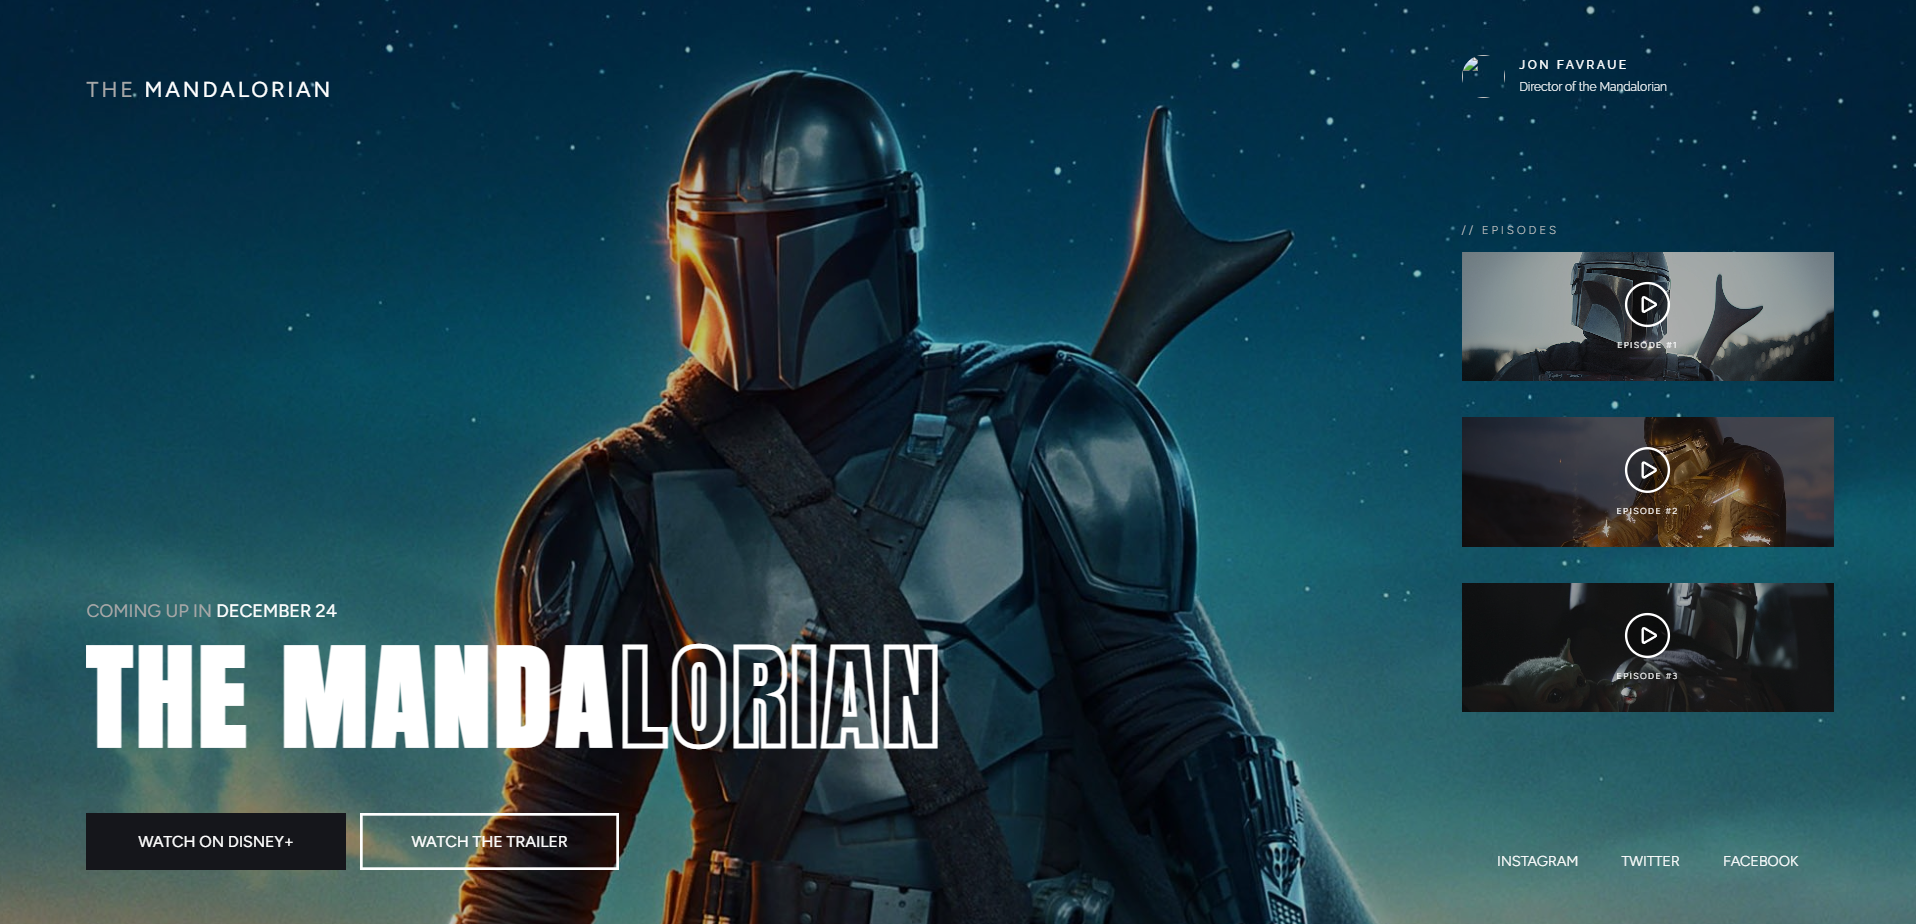 THE MANDALORIAN
JON FAVRAUE
Director of the Mandalorian
// EPISODES
EPISODE #1
EPISODE #2
EPISODE #3
COMING UP IN DECEMBER 24
THE MANDALORIAN
WATCH ON DISNEY+
WATCH THE TRAILER
INSTAGRAM
TWITTER
FACEBOOK